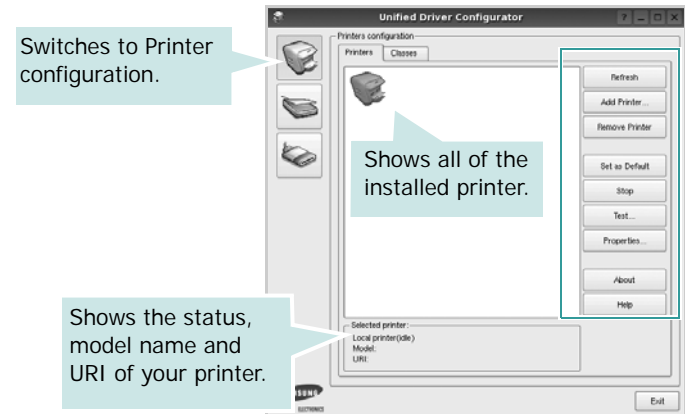 Unified Driver Configurator
Switches to Printer
configuration.
Printers configuration
Printers
Classes
Refresh
Add Printer...
Remove Printer
Shows all of the
installed printer.
Set as Default
Stop
Test...
Properties...
About
Help
Shows the status,
model name and
URI of your printer.
Selected printer:
Local printer(idle)
Model:
URI:
ELECTRONICS
Exit